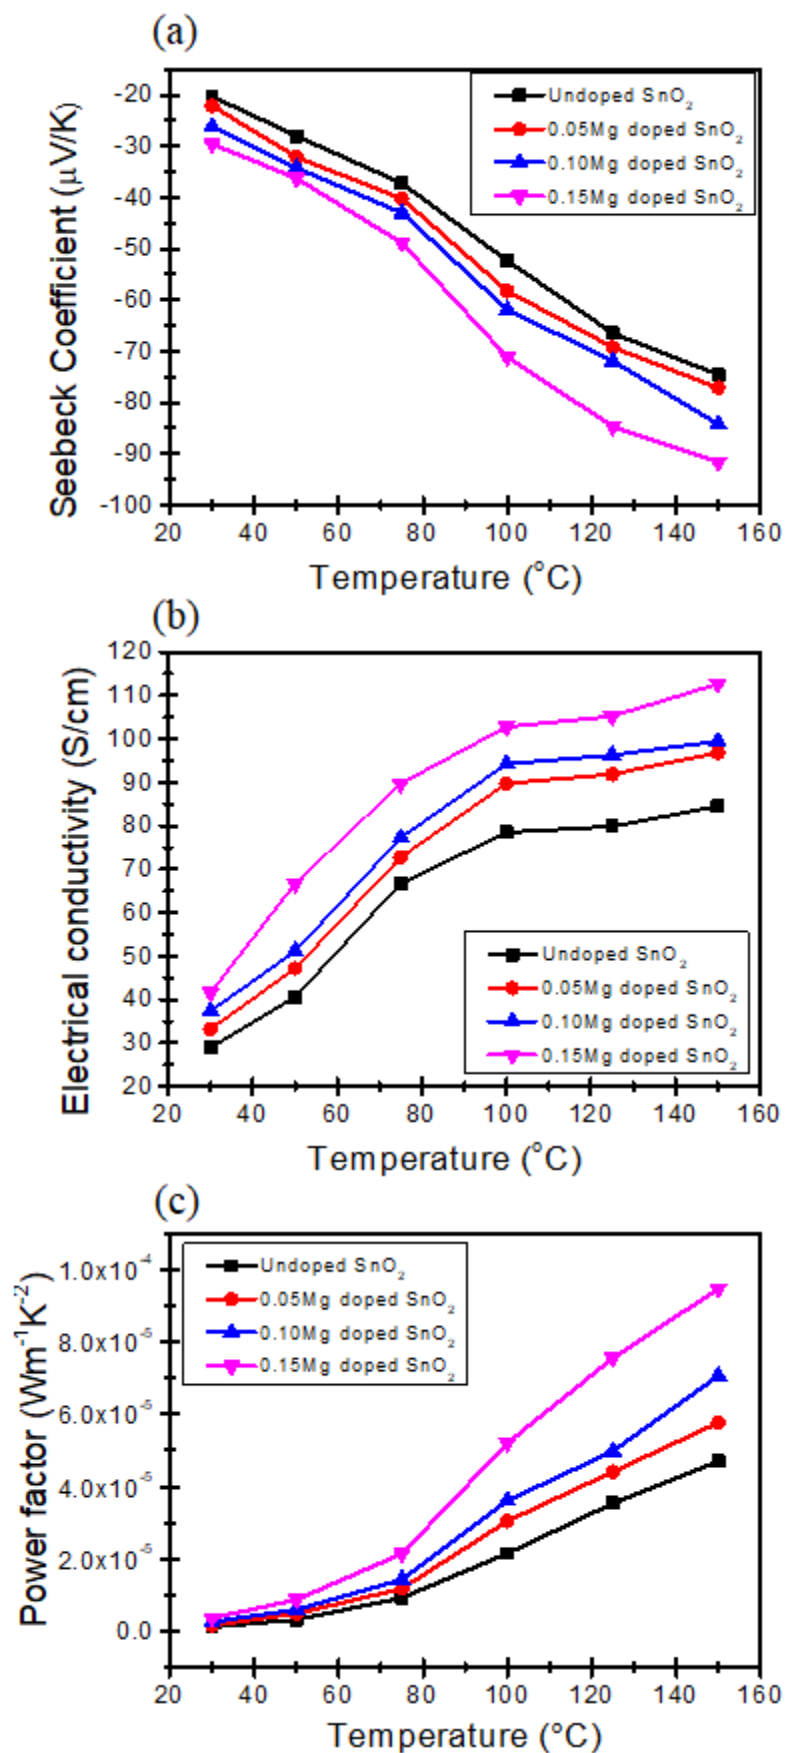 (a)
-20
-30
-40
-50
-60
-70
-80
-90
-100
Seebeck Coefficient (μV/K)
Undoped SnO₂
0.05Mg doped SnO₂
0.10Mg doped SnO₂
0.15Mg doped SnO₂
20 40 60 80 100 120 140 160
Temperature (°C)
(b)
120
110
100
90
80
70
60
50
40
30
20
Electrical conductivity (S/cm)
Undoped SnO₂
0.05Mg doped SnO₂
0.10Mg doped SnO₂
0.15Mg doped SnO₂
20 40 60 80 100 120 140 160
Temperature (°C)
(c)
1.0x10⁻⁴
8.0x10⁻⁵
6.0x10⁻⁵
4.0x10⁻⁵
2.0x10⁻⁵
0.0
Power factor (Wm⁻¹K⁻²)
Undoped SnO₂
0.05Mg doped SnO₂
0.10Mg doped SnO₂
0.15Mg doped SnO₂
20 40 60 80 100 120 140 160
Temperature (°C)